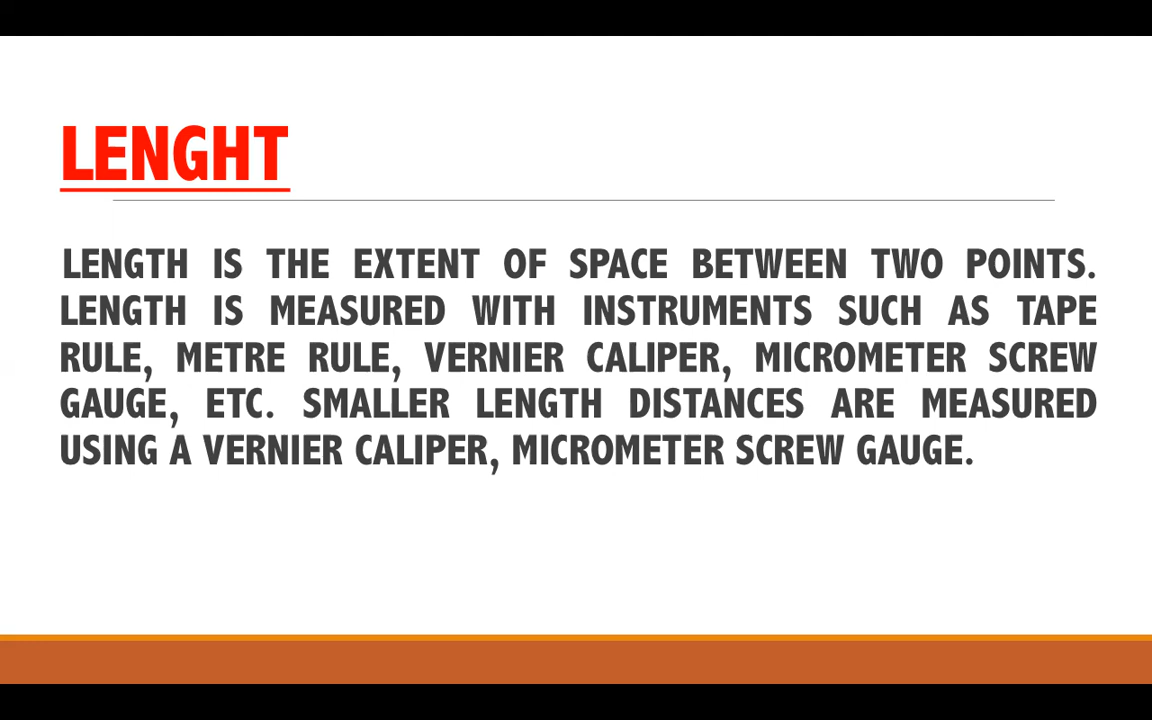 LENGHT
LENGTH IS THE EXTENT OF SPACE BETWEEN TWO POINTS.
LENGTH IS MEASURED WITH INSTRUMENTS SUCH AS TAPE
RULE, METRE RULE, VERNIER CALIPER, MICROMETER SCREW
GAUGE, ETC. SMALLER LENGTH DISTANCES ARE MEASURED
USING A VERNIER CALIPER, MICROMETER SCREW GAUGE.